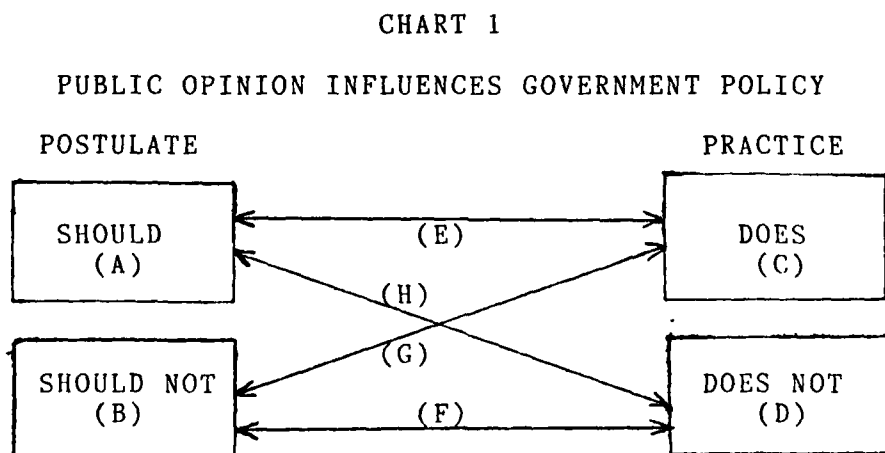 CHART 1
PUBLIC OPINION INFLUENCES GOVERNMENT POLICY
POSTULATE PRACTICE
SHOULD (E) DOES
(A) (C)
(H)
(G)
SHOULD NOT (F) DOES NOT
(B) (D)